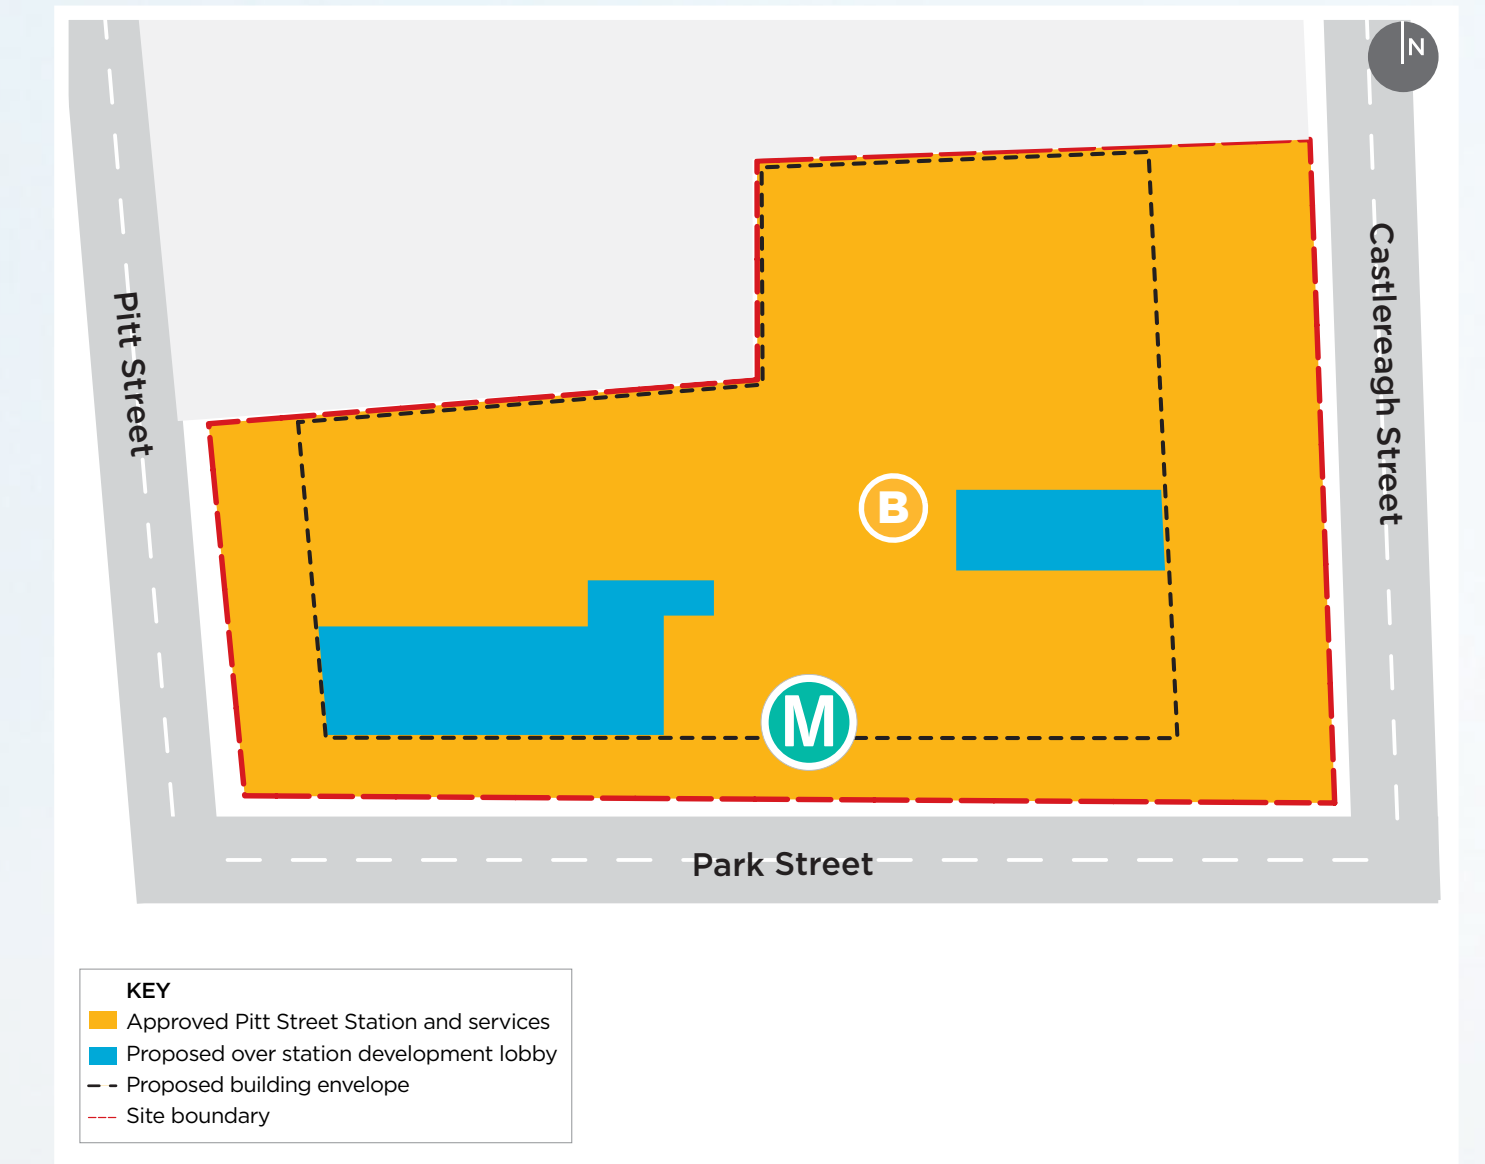 N
Pitt Street
Castlereagh Street
B
M
Park Street
KEY
Approved Pitt Street Station and services
Proposed over station development lobby
Proposed building envelope
Site boundary